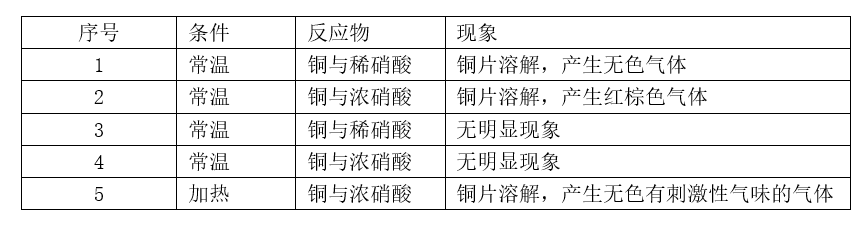 序号 条件 反应物 现象
1 常温 铜与稀硝酸 铜片溶解，产生无色气体
2 常温 铜与浓硝酸 铜片溶解，产生红棕色气体
3 常温 铜与稀硝酸 无明显现象
4 常温 铜与浓硝酸 无明显现象
5 加热 铜与浓硝酸 铜片溶解，产生无色有刺激性气味的气体